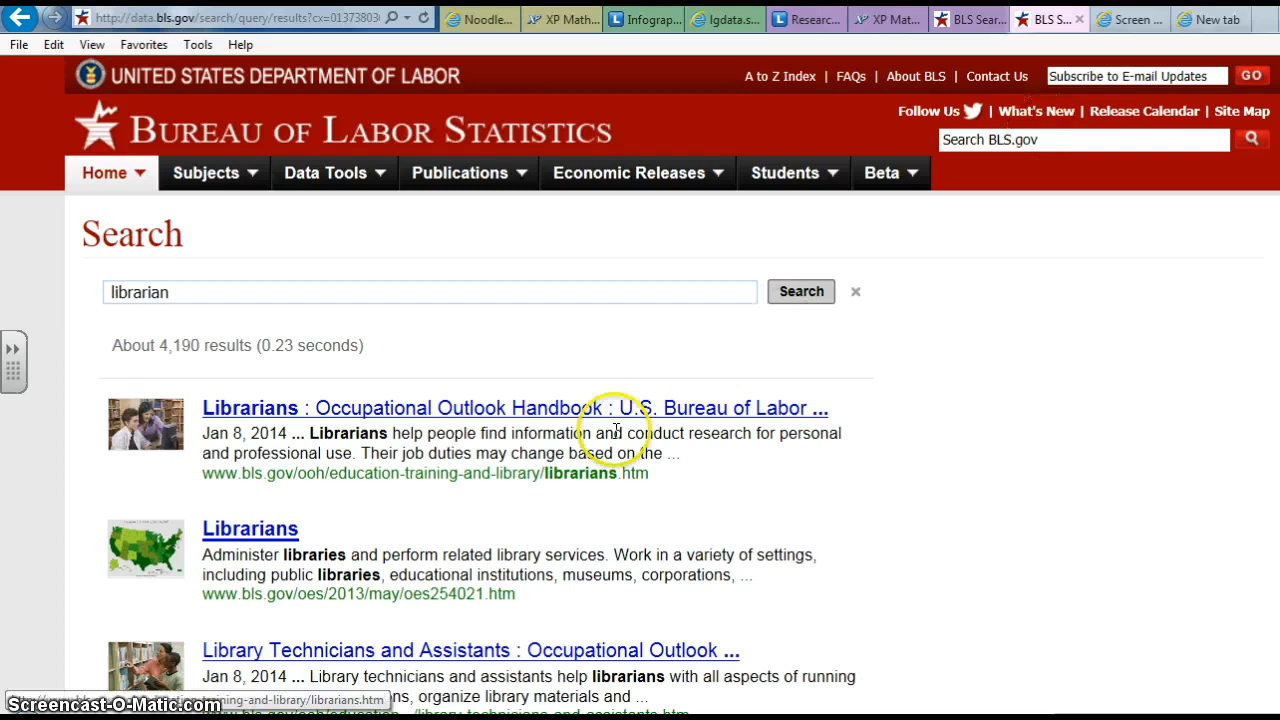 http://data.bls.gov/search/query/results?cx=013738036
Noodle...
XP Math...
Infograp...
lgdata.s...
Researc...
XP Mat...
BLS Sear...
BLS S...
Screen ...
New tab
File Edit View Favorites Tools Help
UNITED STATES DEPARTMENT OF LABOR
A to Z Index | FAQs | About BLS | Contact Us
Subscribe to E-mail Updates GO
BUREAU OF LABOR STATISTICS
Follow Us | What's New | Release Calendar | Site Map
Search BLS.gov
Home Subjects Data Tools Publications Economic Releases Students Beta
Search
librarian Search
About 4,190 results (0.23 seconds)
Librarians : Occupational Outlook Handbook : U.S. Bureau of Labor ...
Jan 8, 2014 ... Librarians help people find information and conduct research for personal
and professional use. Their job duties may change based on the ...
www.bls.gov/ooh/education-training-and-library/librarians.htm
Librarians
Administer libraries and perform related library services. Work in a variety of settings,
including public libraries, educational institutions, museums, corporations, ...
www.bls.gov/oes/2013/may/oes254021.htm
Library Technicians and Assistants : Occupational Outlook ...
Jan 8, 2014 ... Library technicians and assistants help librarians with all aspects of running
organize library materials and ...
training-and-library/librarians.htm
Screencast-O-Matic.com